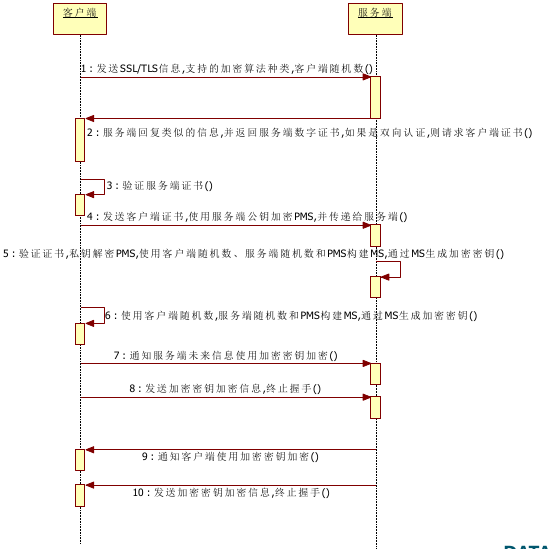 客户端
服务端
1 : 发送SSL/TLS信息,支持的加密算法种类,客户端随机数()
2 : 服务端回复类似的信息,并返回服务端数字证书,如果是双向认证,则请求客户端证书()
3 : 验证服务端证书()
4 : 发送客户端证书,使用服务端公钥加密PMS,并传递给服务端()
5 : 验证证书,私钥解密PMS,使用客户端随机数、服务端随机数和PMS构建MS,通过MS生成加密密钥()
6 : 使用客户端随机数,服务端随机数和PMS构建MS,通过MS生成加密密钥()
7 : 通知服务端未来信息使用加密密钥加密()
8 : 发送加密密钥加密信息,终止握手()
9 : 通知客户端使用加密密钥加密()
10 : 发送加密密钥加密信息,终止握手()